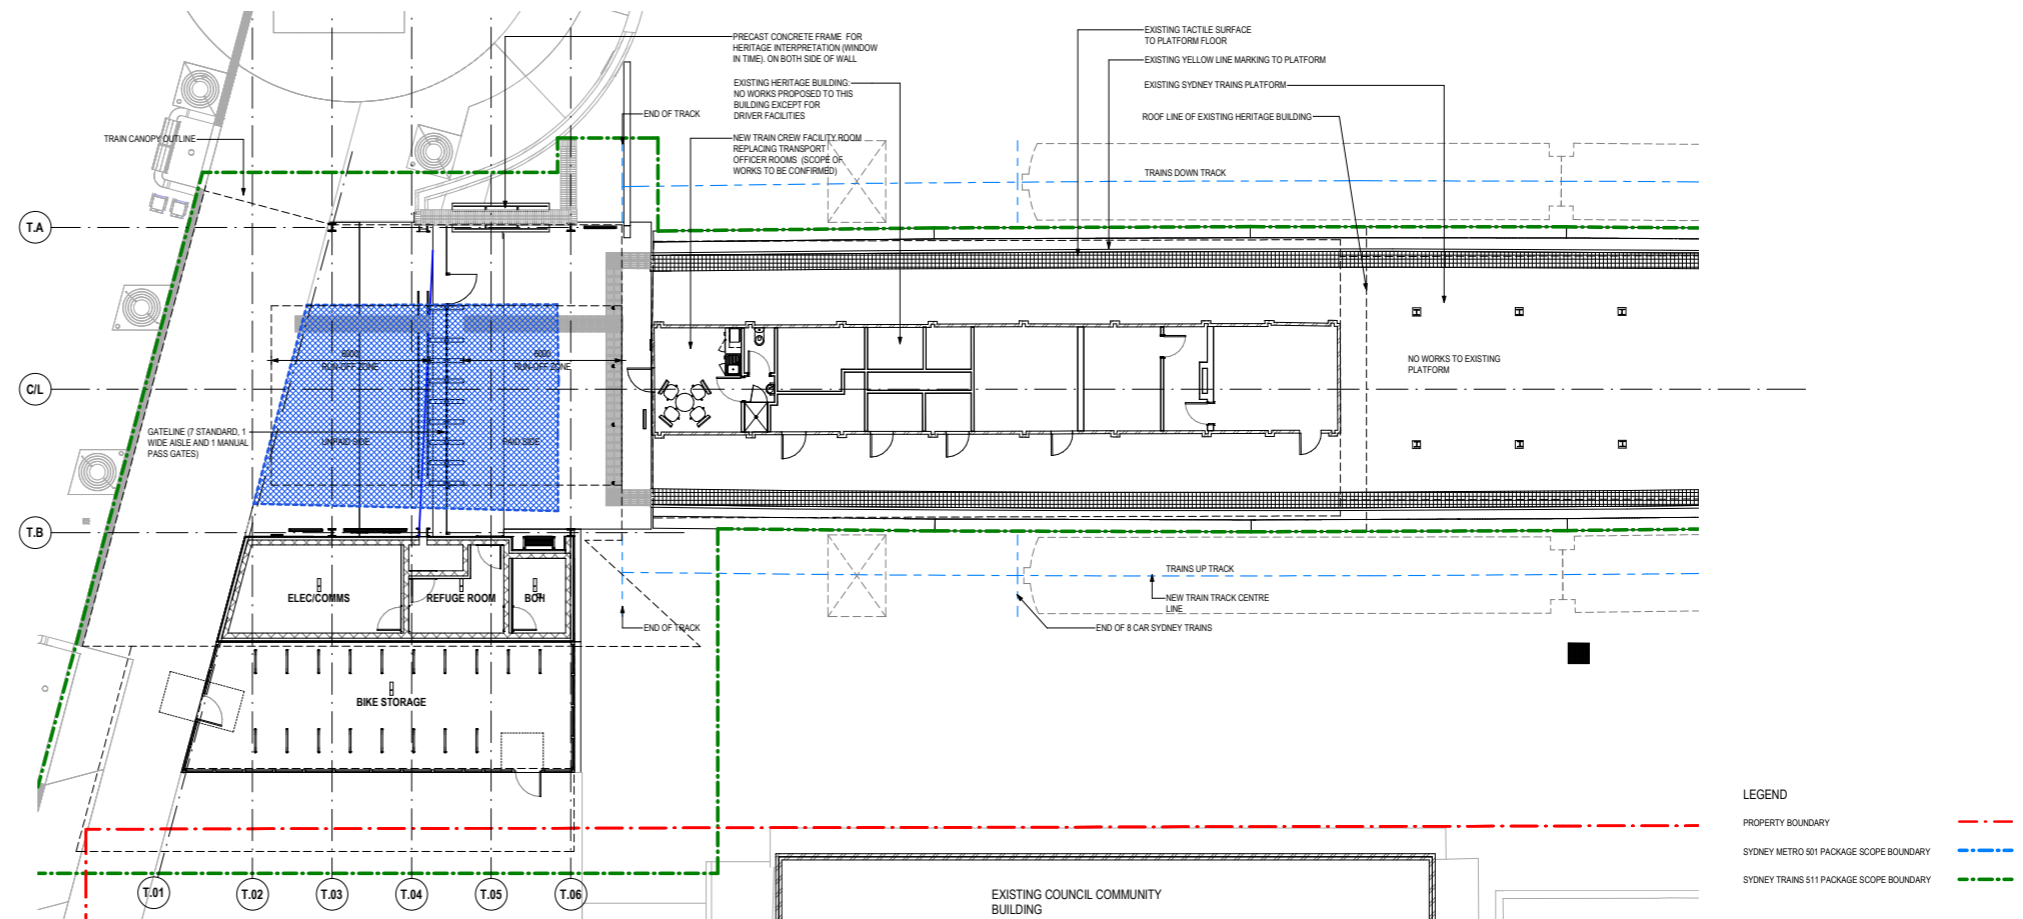 PRECAST CONCRETE FRAME FOR
HERITAGE INTERPRETATION (WINDOW
IN TIME). ON BOTH SIDE OF WALL
EXISTING HERITAGE BUILDING:
NO WORKS PROPOSED TO THIS
BUILDING EXCEPT FOR
DRIVER FACILITIES
END OF TRACK
NEW TRAIN CREW FACILITY ROOM
REPLACING TRANSPORT
OFFICER ROOMS (SCOPE OF
WORKS TO BE CONFIRMED)
EXISTING TACTILE SURFACE
TO PLATFORM FLOOR
EXISTING YELLOW LINE MARKING TO PLATFORM
EXISTING SYDNEY TRAINS PLATFORM
ROOF LINE OF EXISTING HERITAGE BUILDING
TRAIN CANOPY OUTLINE
TRAINS DOWN TRACK
T.A
6000
RUN-OFF ZONE
6000
RUN-OFF ZONE
C/L
NO WORKS TO EXISTING
PLATFORM
GATELINE (7 STANDARD, 1
WIDE AISLE AND 1 MANUAL
PASS GATES)
UNPAID SIDE
PAID SIDE
T.B
TRAINS UP TRACK
NEW TRAIN TRACK CENTRE
LINE
ELEC/COMMS
REFUGE ROOM
BOH
END OF TRACK
END OF 8 CAR SYDNEY TRAINS
BIKE STORAGE
T.01
T.02
T.03
T.04
T.05
T.06
EXISTING COUNCIL COMMUNITY
BUILDING
LEGEND
PROPERTY BOUNDARY
SYDNEY METRO 501 PACKAGE SCOPE BOUNDARY
SYDNEY TRAINS 511 PACKAGE SCOPE BOUNDARY